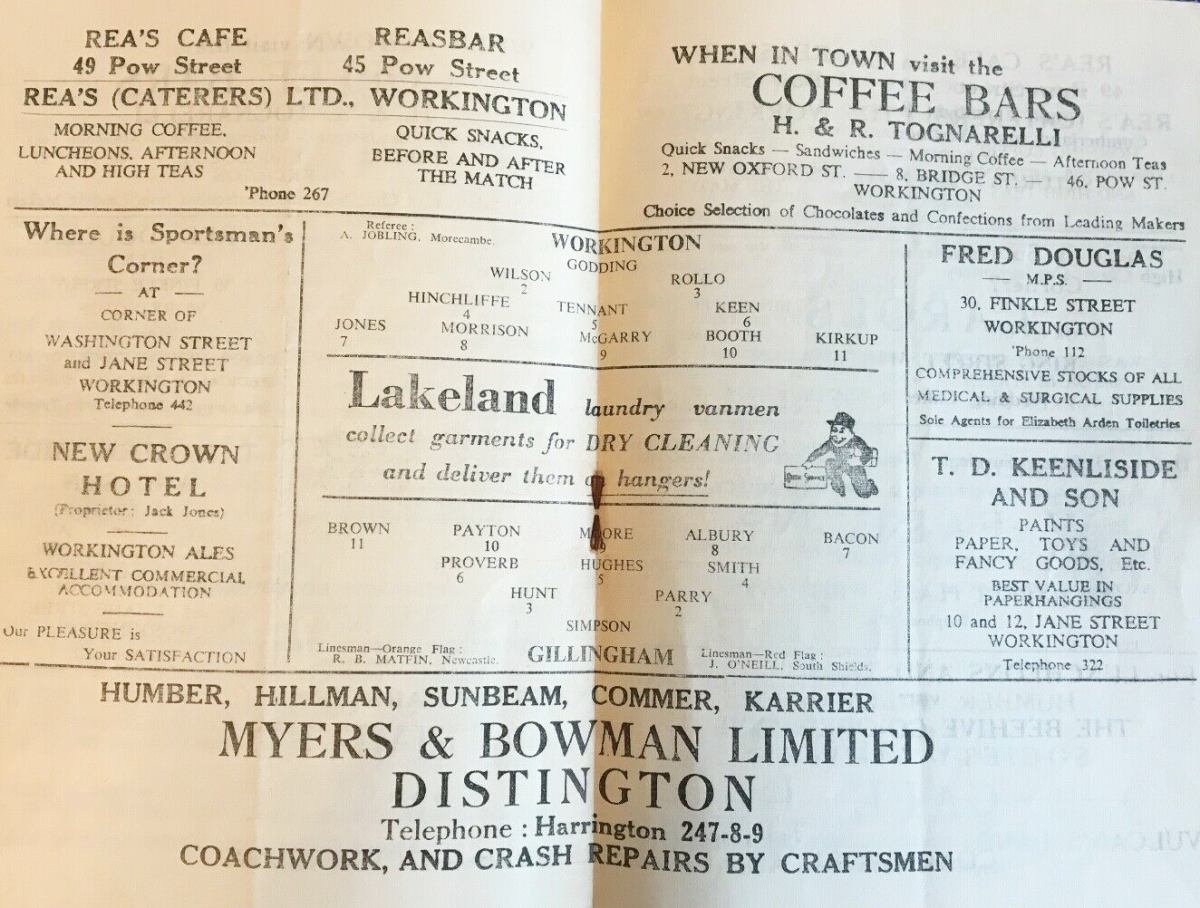 REA'S CAFE
49 Pow Street
REASBAR
45 Pow Street
REA'S (CATERERS) LTD., WORKINGTON
MORNING COFFEE,
LUNCHEONS, AFTERNOON
AND HIGH TEAS
QUICK SNACKS,
BEFORE AND AFTER
THE MATCH
'Phone 267
WHEN IN TOWN visit the
COFFEE BARS
H. & R. TOGNARELLI
Quick Snacks — Sandwiches — Morning Coffee — Afternoon Teas
2, NEW OXFORD ST. — 8, BRIDGE ST. — 46, POW ST.
WORKINGTON
Choice Selection of Chocolates and Confections from Leading Makers
Where is Sportsman's
Corner?
— AT —
CORNER OF
WASHINGTON STREET
and JANE STREET
WORKINGTON
Telephone 442
NEW CROWN
HOTEL
(Proprietor: Jack Jones)
WORKINGTON ALES
EXCELLENT COMMERCIAL
ACCOMMODATION
Our PLEASURE is
Your SATISFACTION
Referee:
A. JOBLING, Morecambe.
WORKINGTON
GODDING
WILSON
2
ROLLO
3
HINCHLIFFE
4
TENNANT
5
KEEN
6
JONES
7
MORRISON
8
McGARRY
9
BOOTH
10
KIRKUP
11
Lakeland laundry vanmen
collect garments for DRY CLEANING
and deliver them on hangers!
BROWN
11
PAYTON
10
MOORE
9
ALBURY
8
BACON
7
PROVERB
6
HUGHES
5
SMITH
4
HUNT
3
PARRY
2
SIMPSON
Linesman—Orange Flag:
R. B. MATFIN, Newcastle.
GILLINGHAM
Linesman—Red Flag:
J. O'NEILL, South Shields.
FRED DOUGLAS
— M.P.S. —
30, FINKLE STREET
WORKINGTON
'Phone 112
COMPREHENSIVE STOCKS OF ALL
MEDICAL & SURGICAL SUPPLIES
Sole Agents for Elizabeth Arden Toiletries
T. D. KEENLISIDE
AND SON
PAINTS
PAPER, TOYS AND
FANCY GOODS, Etc.
BEST VALUE IN
PAPERHANGINGS
10 and 12, JANE STREET
WORKINGTON
Telephone 322
HUMBER, HILLMAN, SUNBEAM, COMMER, KARRIER
MYERS & BOWMAN LIMITED
DISTINGTON
Telephone: Harrington 247-8-9
COACHWORK, AND CRASH REPAIRS BY CRAFTSMEN